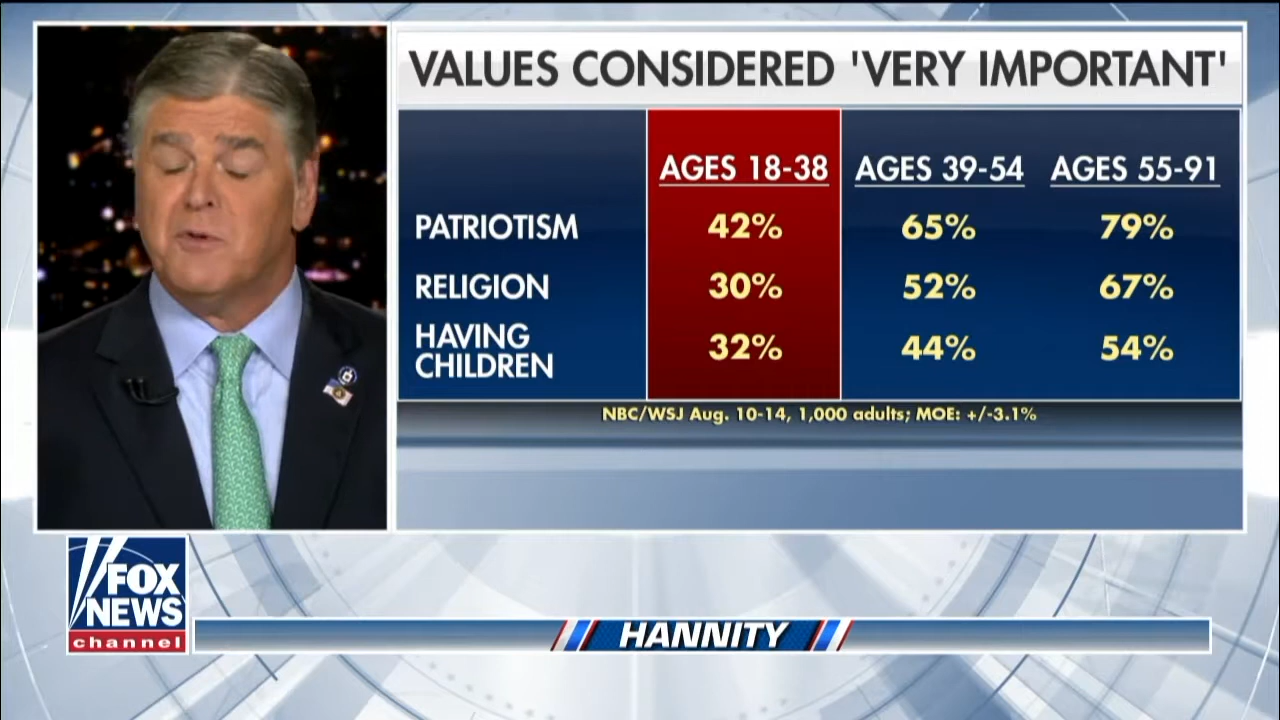 VALUES CONSIDERED 'VERY IMPORTANT'
AGES 18-38 AGES 39-54 AGES 55-91
PATRIOTISM 42% 65% 79%
RELIGION 30% 52% 67%
HAVING
CHILDREN 32% 44% 54%
NBC/WSJ Aug. 10-14, 1,000 adults; MOE: +/-3.1%
FOX
NEWS
channel
HANNITY